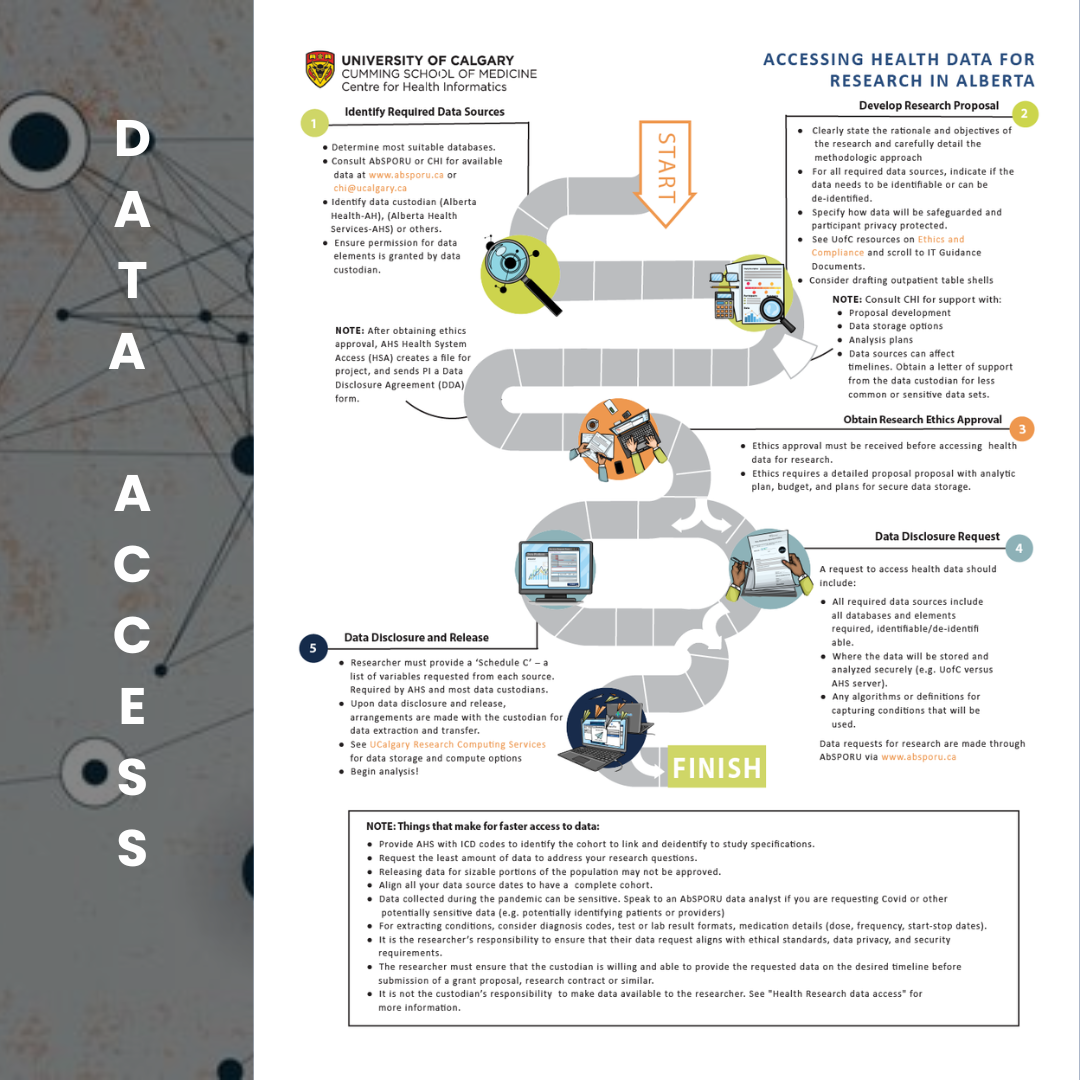 DATA ACCESS
UNIVERSITY OF CALGARY
CUMMING SCHOOL OF MEDICINE
Centre for Health Informatics
ACCESSING HEALTH DATA FOR
RESEARCH IN ALBERTA
1
Identify Required Data Sources
● Determine most suitable databases.
● Consult AbSPORU or CHI for available
data at www.absporu.ca or
chi@ucalgary.ca
● Identify data custodian (Alberta
Health-AH), (Alberta Health
Services-AHS) or others.
● Ensure permission for data
elements is granted by data
custodian.
START
Develop Research Proposal
2
● Clearly state the rationale and objectives of
the research and carefully detail the
methodologic approach
● For all required data sources, indicate if the
data needs to be identifiable or can be
de-identified.
● Specify how data will be safeguarded and
participant privacy protected.
● See UofC resources on Ethics and
Compliance and scroll to IT Guidance
Documents.
● Consider drafting outpatient table shells
NOTE: Consult CHI for support with:
● Proposal development
● Data storage options
● Analysis plans
● Data sources can affect
timelines. Obtain a letter of support
from the data custodian for less
common or sensitive data sets.
NOTE: After obtaining ethics
approval, AHS Health System
Access (HSA) creates a file for
project, and sends PI a Data
Disclosure Agreement (DDA)
form.
Obtain Research Ethics Approval
3
● Ethics approval must be received before accessing health
data for research.
● Ethics requires a detailed proposal proposal with analytic
plan, budget, and plans for secure data storage.
Data Disclosure Request
4
A request to access health data should
include:
● All required data sources include
all databases and elements
required, identifiable/de-identifi
able.
● Where the data will be stored and
analyzed securely (e.g. UofC versus
AHS server).
● Any algorithms or definitions for
capturing conditions that will be
used.
Data requests for research are made through
AbSPORU via www.absporu.ca
5
Data Disclosure and Release
● Researcher must provide a ‘Schedule C’ – a
list of variables requested from each source.
Required by AHS and most data custodians.
● Upon data disclosure and release,
arrangements are made with the custodian for
data extraction and transfer.
● See UCalgary Research Computing Services
for data storage and compute options
● Begin analysis!
FINISH
NOTE: Things that make for faster access to data:
● Provide AHS with ICD codes to identify the cohort to link and deidentify to study specifications.
● Request the least amount of data to address your research questions.
● Releasing data for sizable portions of the population may not be approved.
● Align all your data source dates to have a complete cohort.
● Data collected during the pandemic can be sensitive. Speak to an AbSPORU data analyst if you are requesting Covid or other
potentially sensitive data (e.g. potentially identifying patients or providers)
● For extracting conditions, consider diagnosis codes, test or lab result formats, medication details (dose, frequency, start-stop dates).
● It is the researcher’s responsibility to ensure that their data request aligns with ethical standards, data privacy, and security
requirements.
● The researcher must ensure that the custodian is willing and able to provide the requested data on the desired timeline before
submission of a grant proposal, research contract or similar.
● It is not the custodian’s responsibility to make data available to the researcher. See "Health Research data access" for
more information.